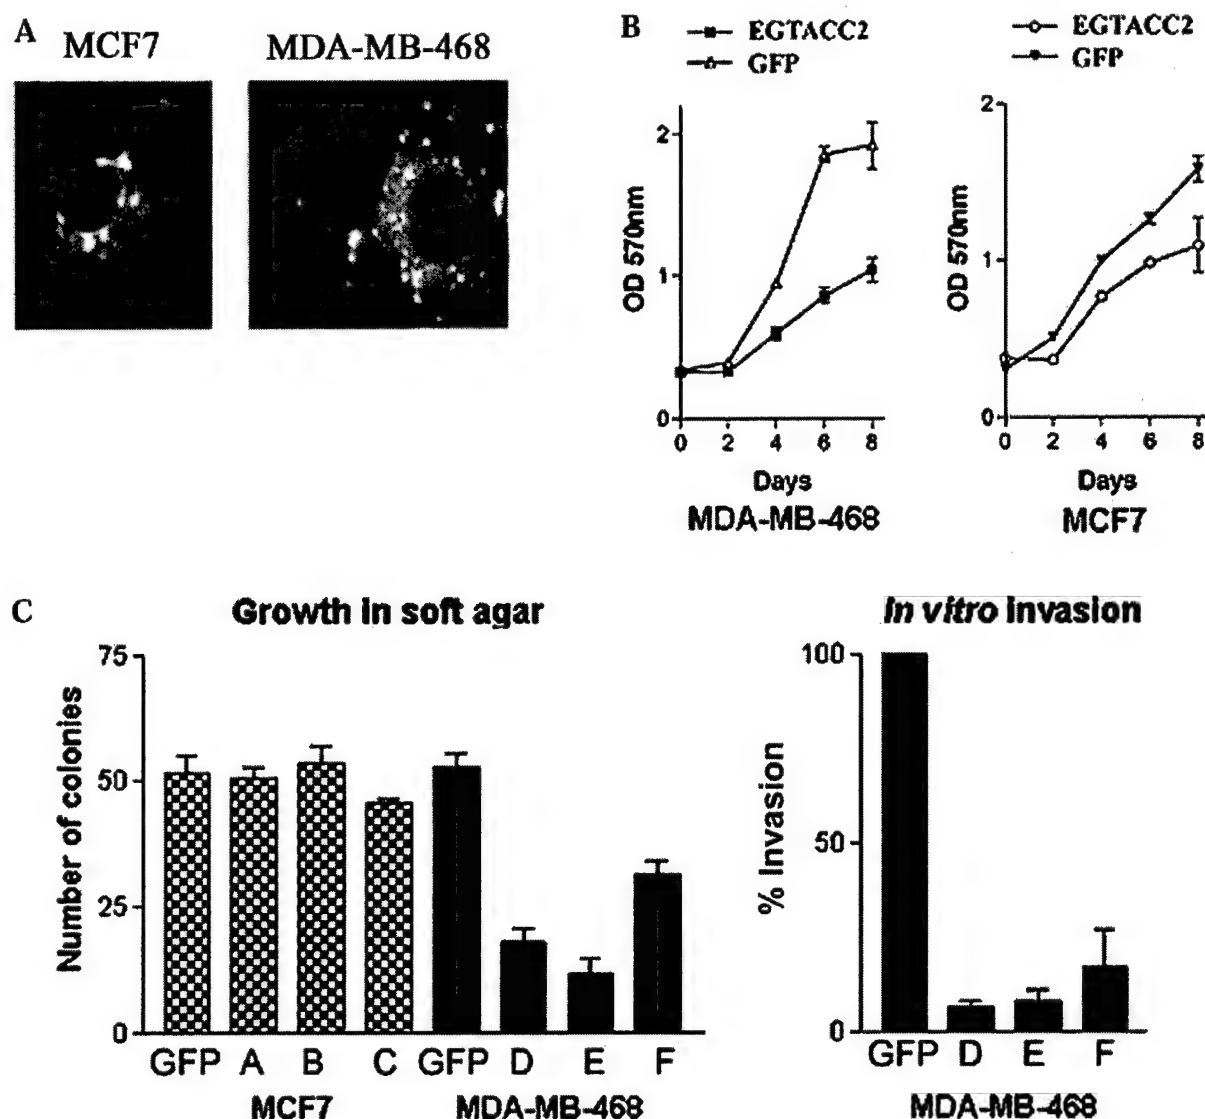 A
MCF7
MDA-MB-468
B
EGTACC2
GFP
EGTACC2
GFP
2
1
0
OD 570nm
0 2 4 6 8
Days
MDA-MB-468
2
1
0
OD 570nm
0 2 4 6 8
Days
MCF7
C
Growth in soft agar
75
50
25
0
Number of colonies
GFP A B C GFP D E F
MCF7 MDA-MB-468
In vitro Invasion
100
50
0
% Invasion
GFP D E F
MDA-MB-468